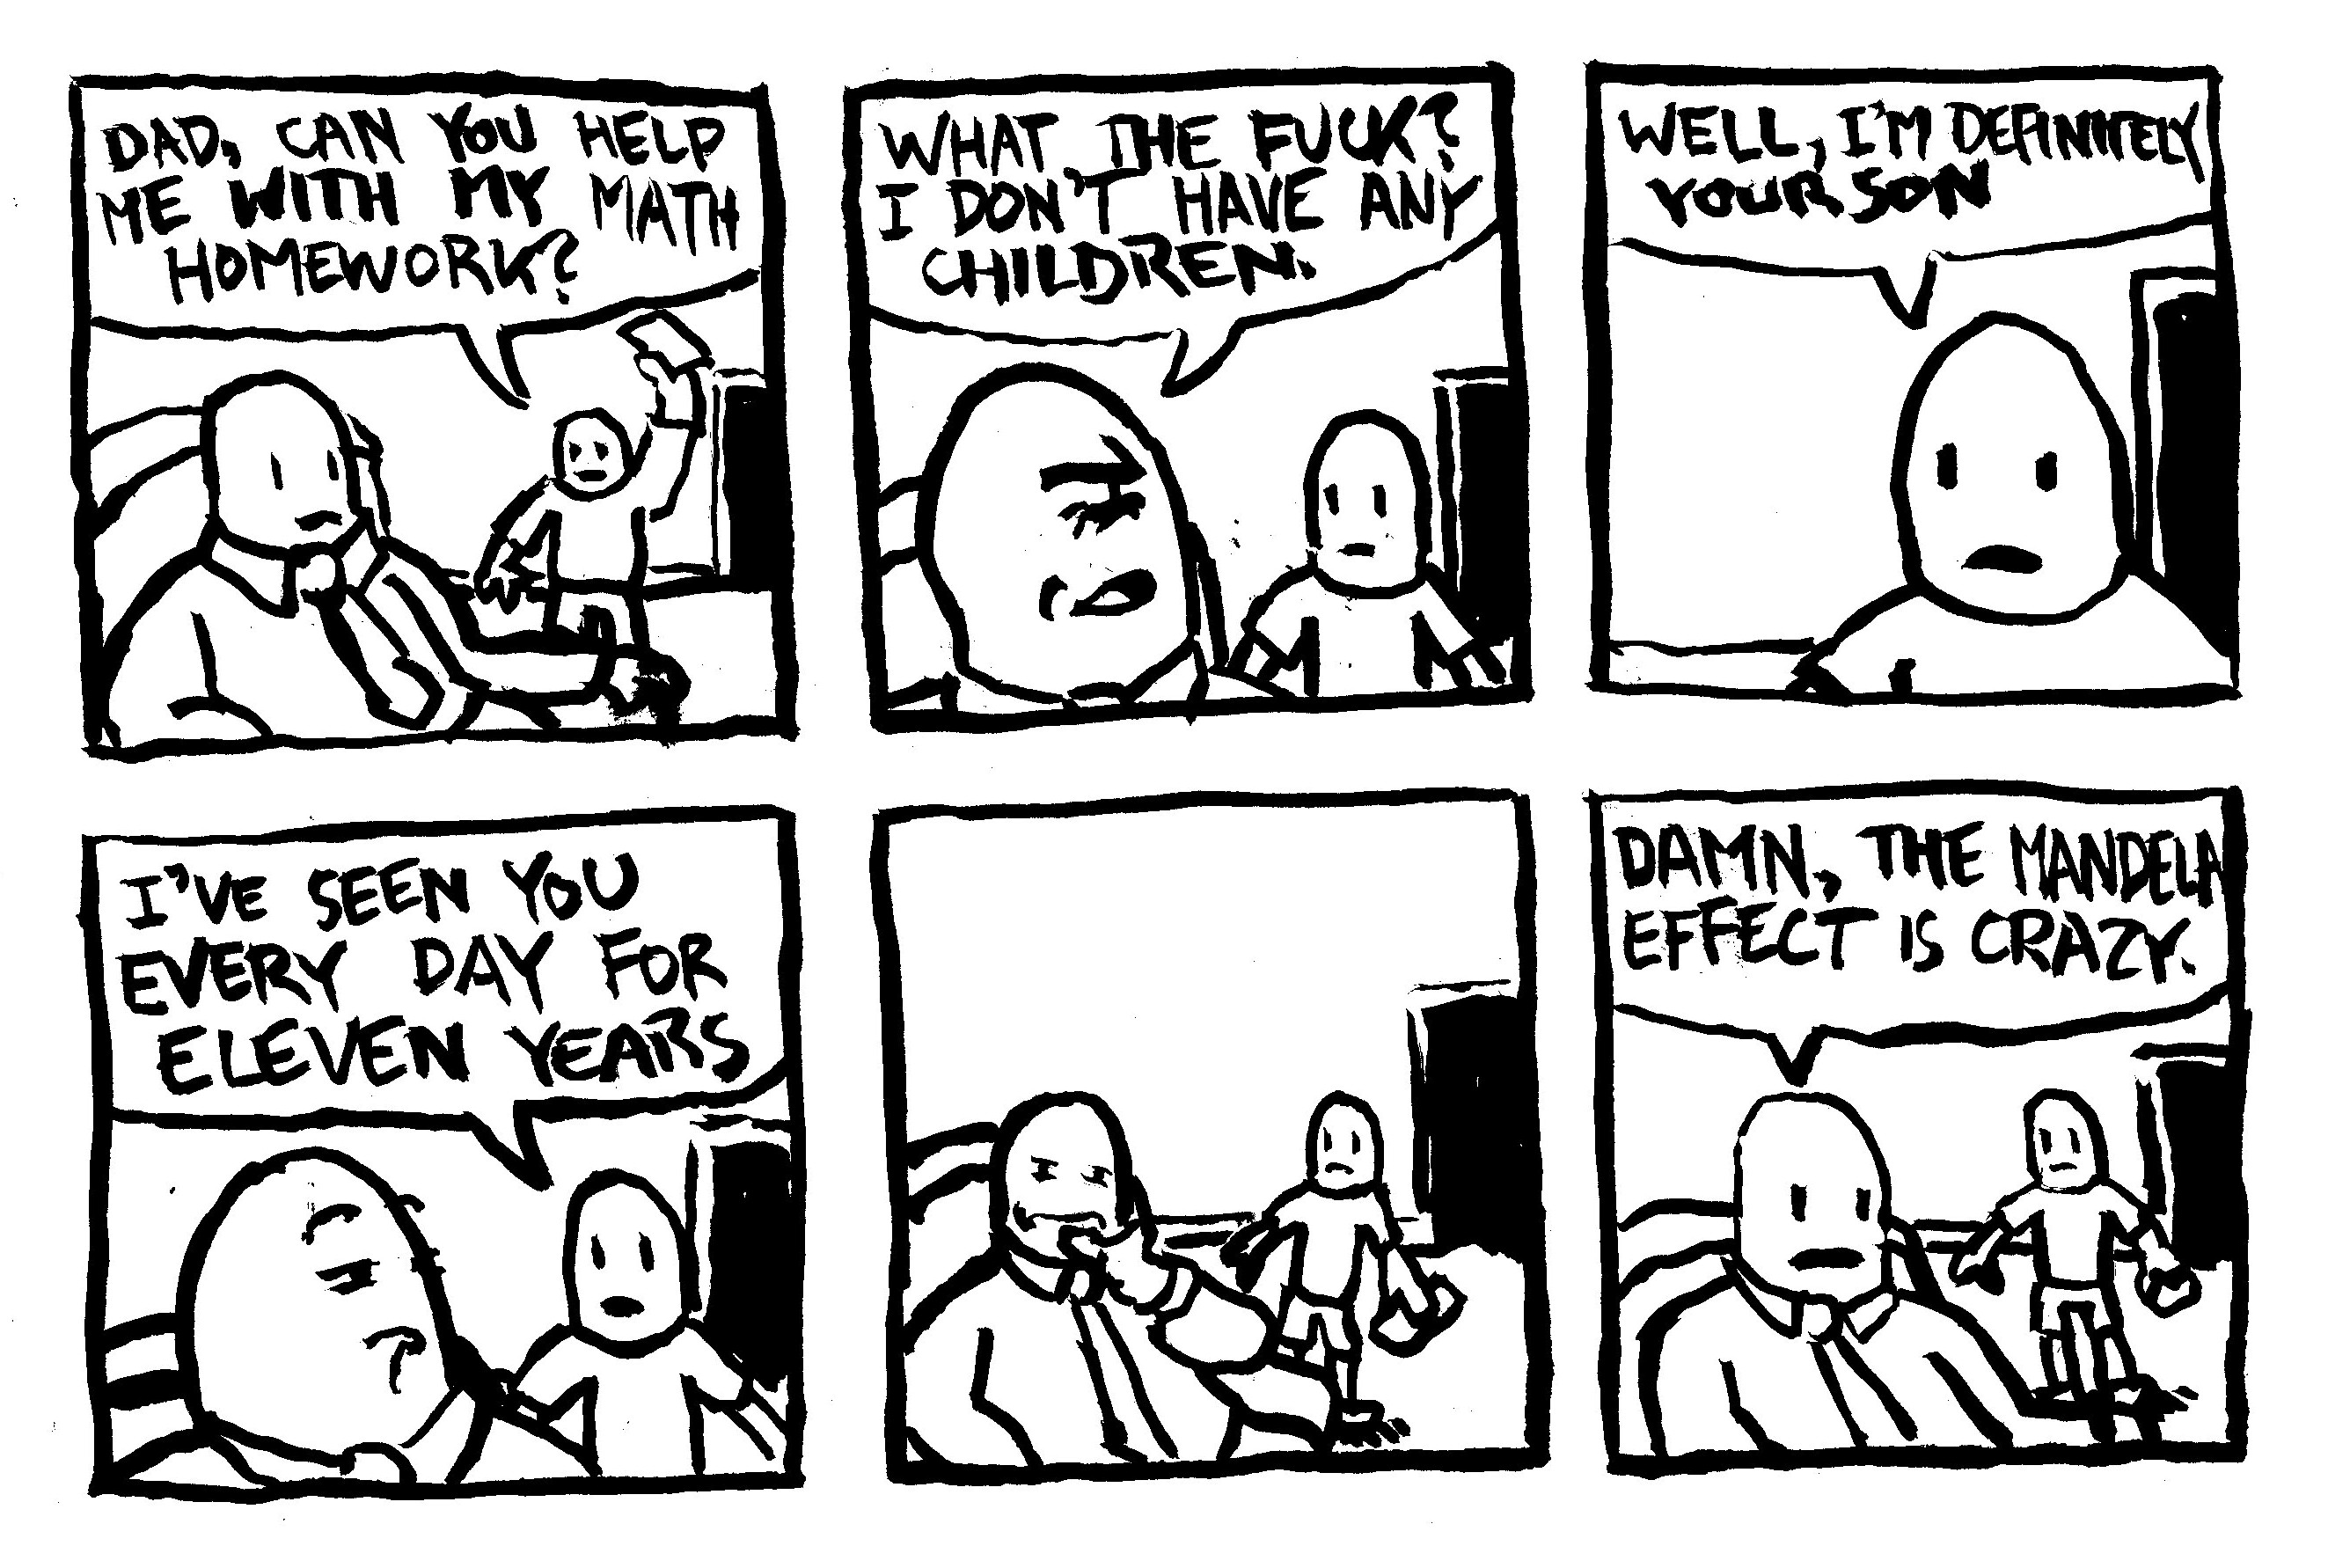 DAD, CAN YOU HELP
ME WITH MY MATH
HOMEWORK?
WHAT THE FUCK?
I DON'T HAVE ANY
CHILDREN.
WELL, I'M DEFINITELY
YOUR SON
I'VE SEEN YOU
EVERY DAY FOR
ELEVEN YEARS
DAMN, THE MANDELA
EFFECT IS CRAZY.